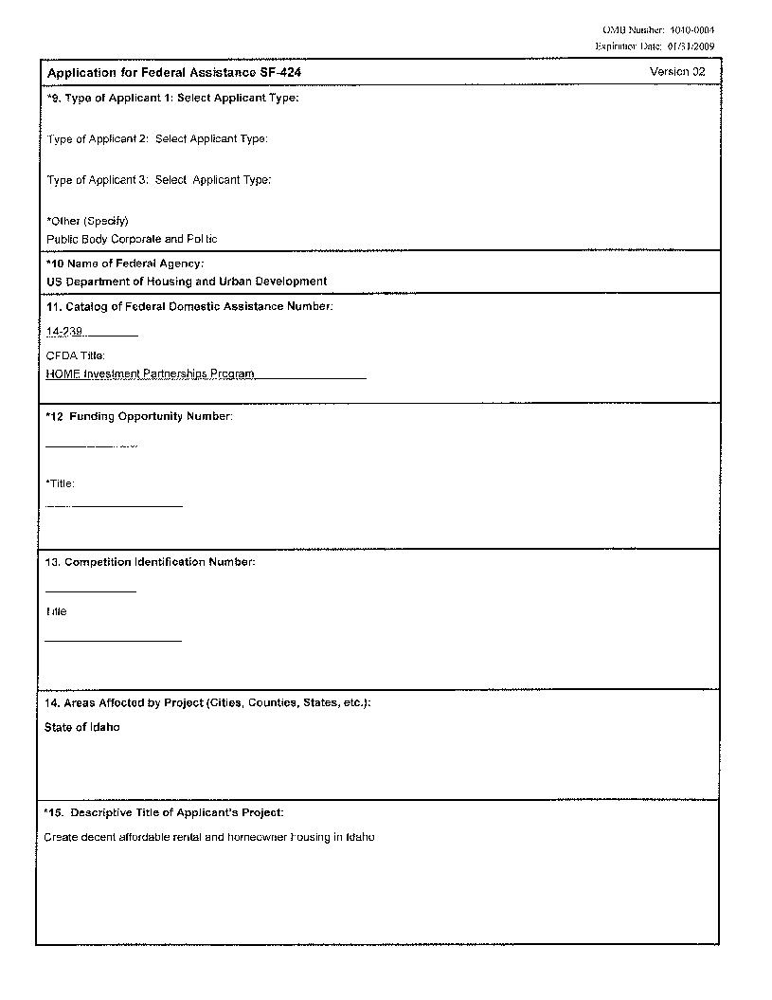 OMB Number: 4040-0004
Expiration Date: 01/31/2009
Application for Federal Assistance SF-424 Version 02
*9. Type of Applicant 1: Select Applicant Type:
Type of Applicant 2: Select Applicant Type:
Type of Applicant 3: Select Applicant Type:
*Other (Specify)
Public Body Corporate and Politic
*10 Name of Federal Agency:
US Department of Housing and Urban Development
11. Catalog of Federal Domestic Assistance Number:
14-239
CFDA Title:
HOME Investment Partnerships Program
*12 Funding Opportunity Number:
*Title:
13. Competition Identification Number:
Title
14. Areas Affected by Project (Cities, Counties, States, etc.):
State of Idaho
*15. Descriptive Title of Applicant's Project:
Create decent affordable rental and homeowner housing in Idaho